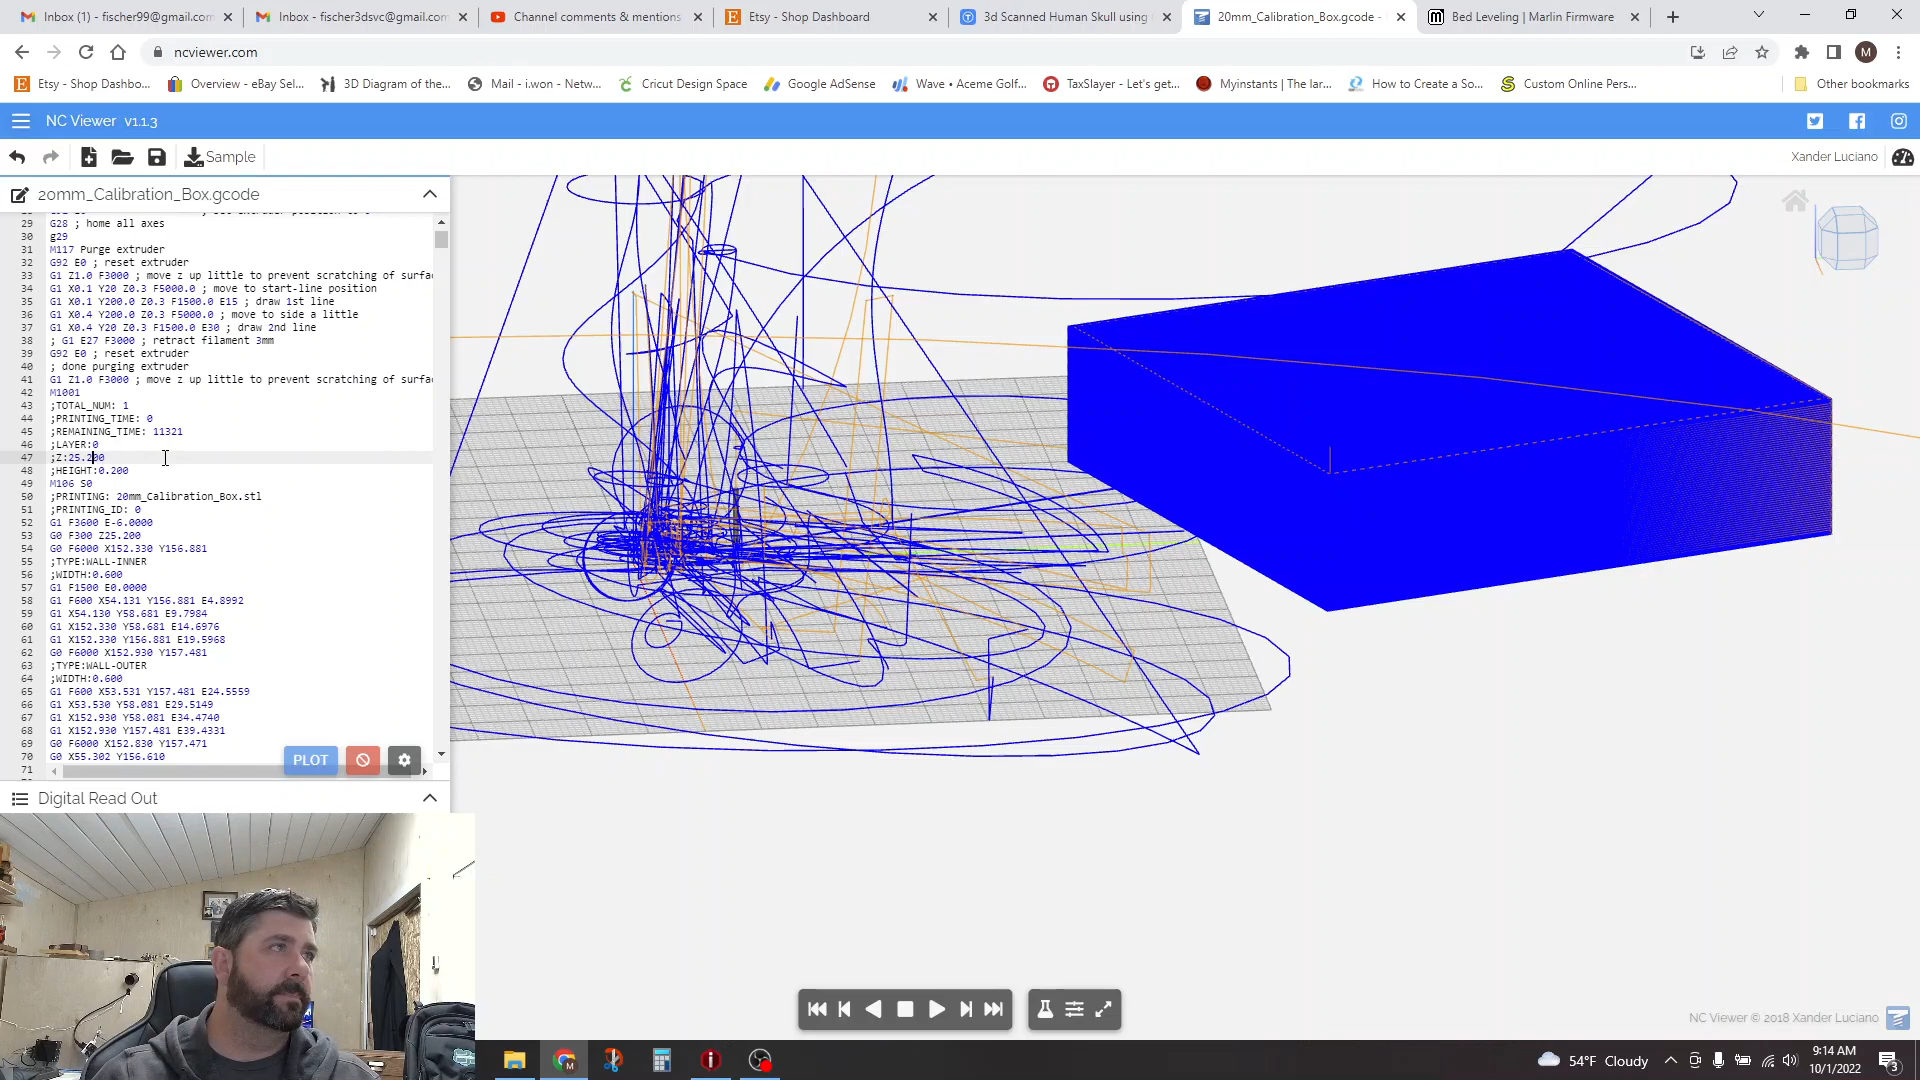 Inbox (1) - fischer99@gmail.com
Inbox - fischer3dsvc@gmail.com
Channel comments & mentions
Etsy - Shop Dashboard
3d Scanned Human Skull using
20mm_Calibration_Box.gcode -
Bed Leveling | Marlin Firmware
ncviewer.com
M
Etsy - Shop Dashbo...
Overview - eBay Sel...
3D Diagram of the...
Mail - i.won - Netw...
Cricut Design Space
Google AdSense
Wave • Aceme Golf...
TaxSlayer - Let's get...
Myinstants | The lar...
How to Create a So...
Custom Online Pers...
Other bookmarks
NC Viewer v1.1.3
Sample
Xander Luciano
20mm_Calibration_Box.gcode
29 G28 ; home all axes
30 g29
31 M117 Purge extruder
32 G92 E0 ; reset extruder
33 G1 Z1.0 F3000 ; move z up little to prevent scratching of surfa
34 G1 X0.1 Y20 Z0.3 F5000.0 ; move to start-line position
35 G1 X0.1 Y200.0 Z0.3 F1500.0 E15 ; draw 1st line
36 G1 X0.4 Y200.0 Z0.3 F5000.0 ; move to side a little
37 G1 X0.4 Y20 Z0.3 F1500.0 E30 ; draw 2nd line
38 ; G1 E27 F3000 ; retract filament 3mm
39 G92 E0 ; reset extruder
40 ; done purging extruder
41 G1 Z1.0 F3000 ; move z up little to prevent scratching of surfa
42 M1001
43 ;TOTAL_NUM: 1
44 ;PRINTING_TIME: 0
45 ;REMAINING_TIME: 11321
46 ;LAYER:0
47 ;Z:25.200
48 ;HEIGHT:0.200
49 M106 S0
50 ;PRINTING: 20mm_Calibration_Box.stl
51 ;PRINTING_ID: 0
52 G1 F3600 E-6.0000
53 G0 F300 Z25.200
54 G0 F6000 X152.330 Y156.881
55 ;TYPE:WALL-INNER
56 ;WIDTH:0.600
57 G1 F1500 E0.0000
58 G1 F600 X54.131 Y156.881 E4.8992
59 G1 X54.130 Y58.681 E9.7984
60 G1 X152.330 Y58.681 E14.6976
61 G1 X152.330 Y156.881 E19.5968
62 G0 F6000 X152.930 Y157.481
63 ;TYPE:WALL-OUTER
64 ;WIDTH:0.600
65 G1 F600 X53.531 Y157.481 E24.5559
66 G1 X53.530 Y58.081 E29.5149
67 G1 X152.930 Y58.081 E34.4740
68 G1 X152.930 Y157.481 E39.4331
69 G0 F6000 X152.830 Y157.471
70 G0 X55.302 Y156.610
71
PLOT
Digital Read Out
NC Viewer © 2018 Xander Luciano
54°F Cloudy
9:14 AM
10/1/2022
3